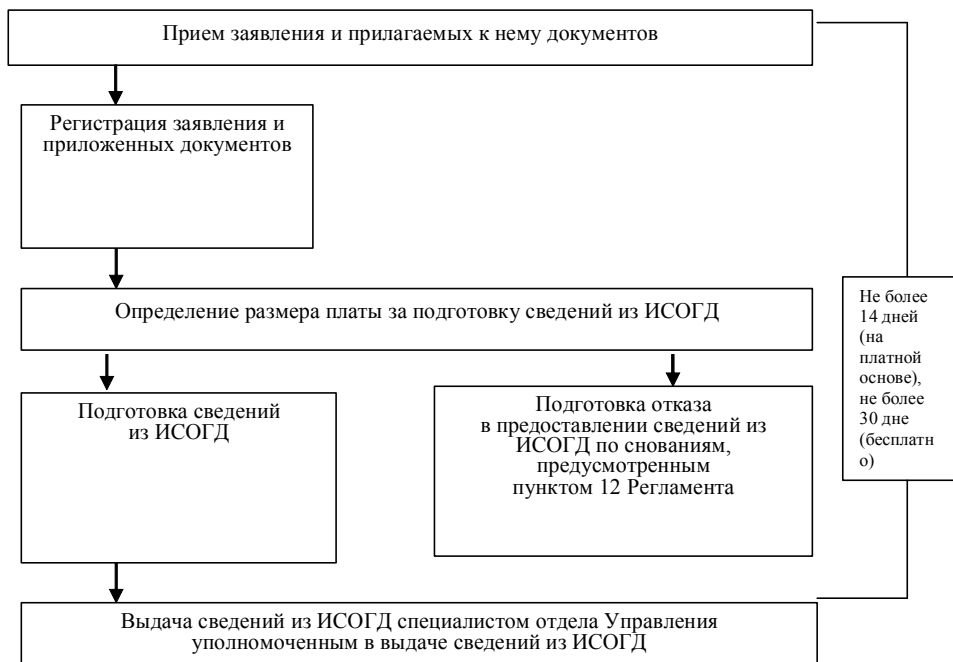 Прием заявления и прилагаемых к нему документов
Регистрация заявления и
приложенных документов
Определение размера платы за подготовку сведений из ИСОГД
Не более
14 дней
(на
платной
основе),
не более
30 дне
(бесплатн
о)
Подготовка сведений
из ИСОГД
Подготовка отказа
в предоставлении сведений из
ИСОГД по снованиям,
предусмотренным
пунктом 12 Регламента
Выдача сведений из ИСОГД специалистом отдела Управления
уполномоченным в выдаче сведений из ИСОГД